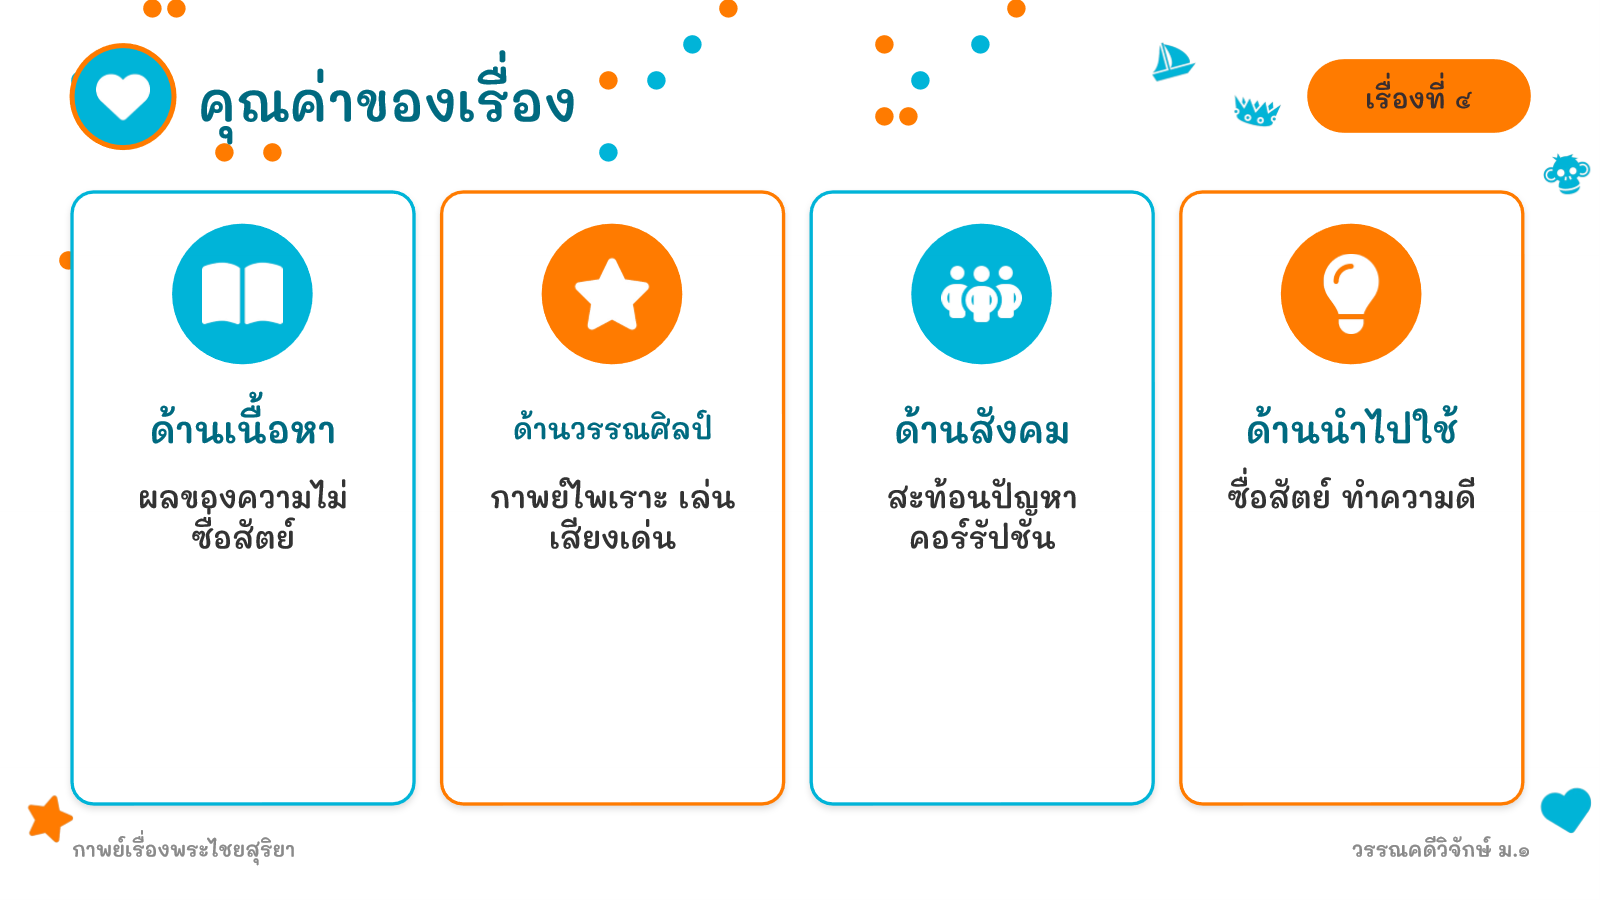 คุณค่าของเรื่อง
เรื่องที่ ๔
ด้านเนื้อหา
ผลของความไม่
ซื่อสัตย์
ด้านวรรณศิลป์
กาพย์ไพเราะ เล่น
เสียงเด่น
ด้านสังคม
สะท้อนปัญหา
คอร์รัปชัน
ด้านนำไปใช้
ซื่อสัตย์ ทำความดี
กาพย์เรื่องพระไชยสุริยา
วรรณคดีวิจักษ์ ม.๑